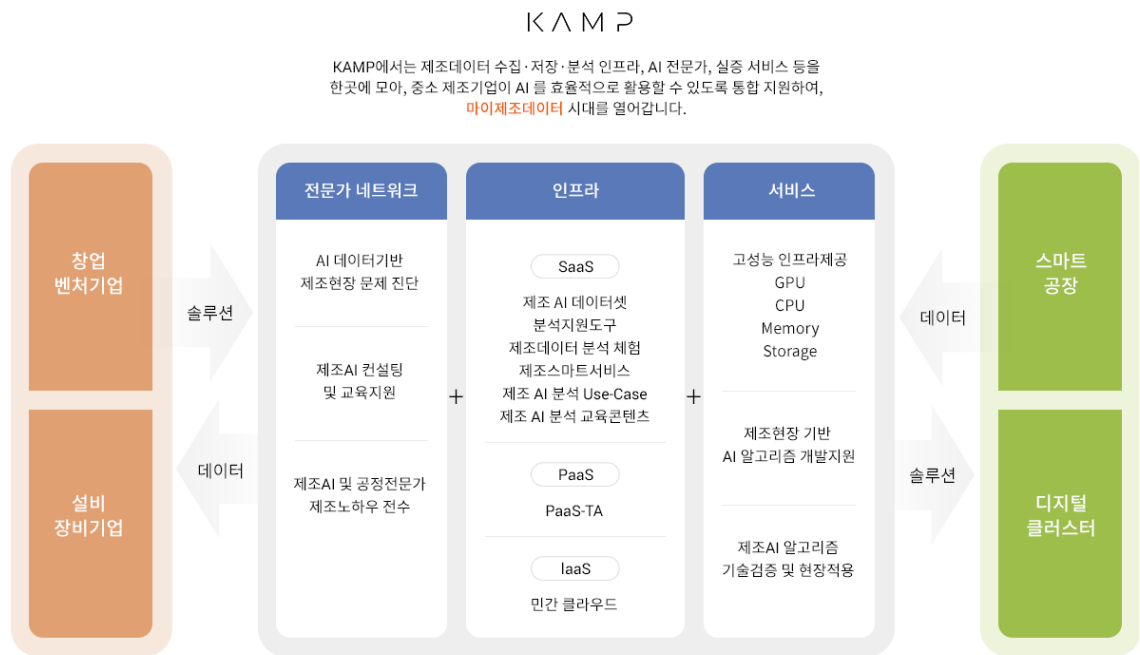 KAMP
KAMP에서는 제조데이터 수집·저장·분석 인프라, AI 전문가, 실증 서비스 등을
한곳에 모아, 중소 제조기업이 AI 를 효율적으로 활용할 수 있도록 통합 지원하여,
마이제조데이터 시대를 열어갑니다.
창업
벤처기업
설비
장비기업
솔루션
데이터
전문가 네트워크
AI 데이터기반
제조현장 문제 진단
제조AI 컨설팅
및 교육지원
제조AI 및 공정전문가
제조노하우 전수
+
인프라
SaaS
제조 AI 데이터셋
분석지원도구
제조데이터 분석 체험
제조스마트서비스
제조 AI 분석 Use-Case
제조 AI 분석 교육콘텐츠
PaaS
PaaS-TA
IaaS
민간 클라우드
+
서비스
고성능 인프라제공
GPU
CPU
Memory
Storage
제조현장 기반
AI 알고리즘 개발지원
제조AI 알고리즘
기술검증 및 현장적용
데이터
솔루션
스마트
공장
디지털
클러스터